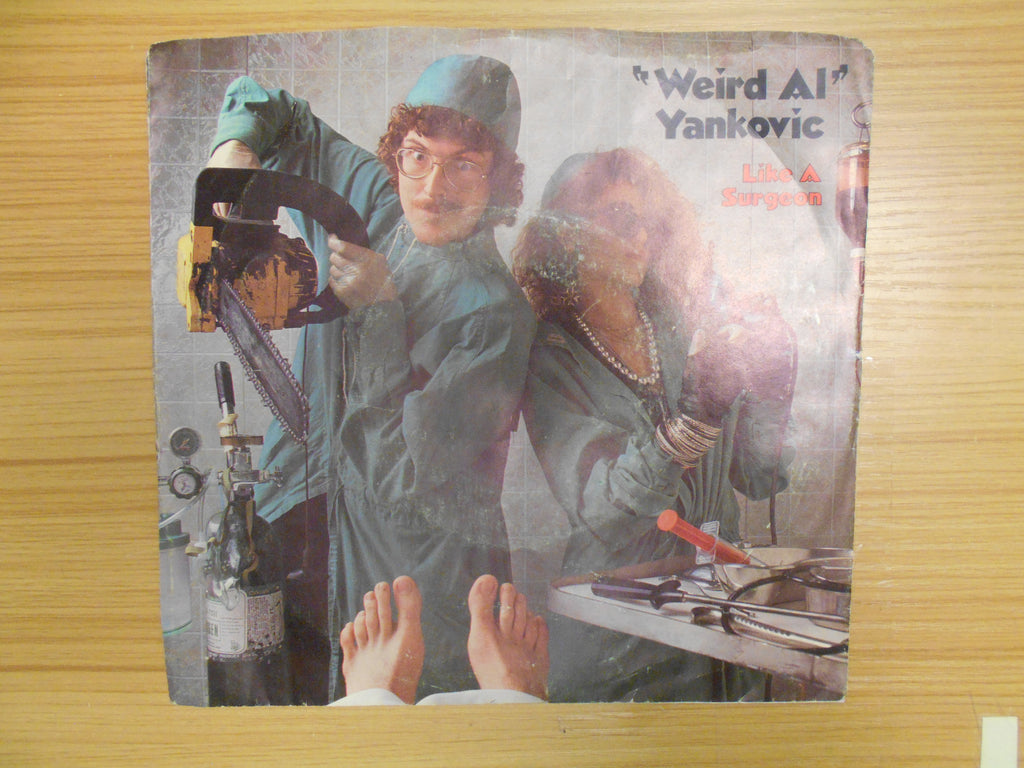 "Weird Al"
Yankovic
Like A
Surgeon